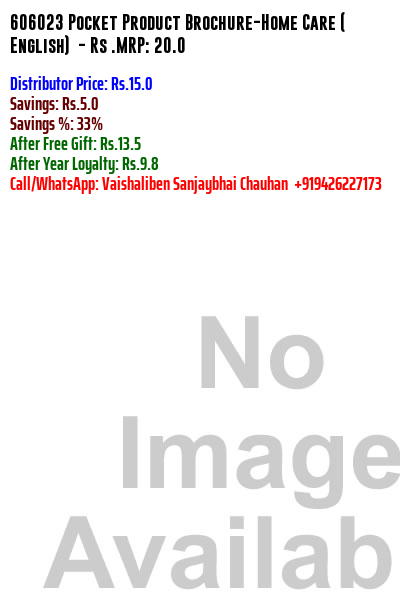 606023 Pocket Product Brochure-Home Care (
English)  - Rs .MRP: 20.0
Distributor Price: Rs.15.0
Savings: Rs.5.0
Savings %: 33%
After Free Gift: Rs.13.5
After Year Loyalty: Rs.9.8
Call/WhatsApp: Vaishaliben Sanjaybhai Chauhan  +919426227173
No
Image
Availab